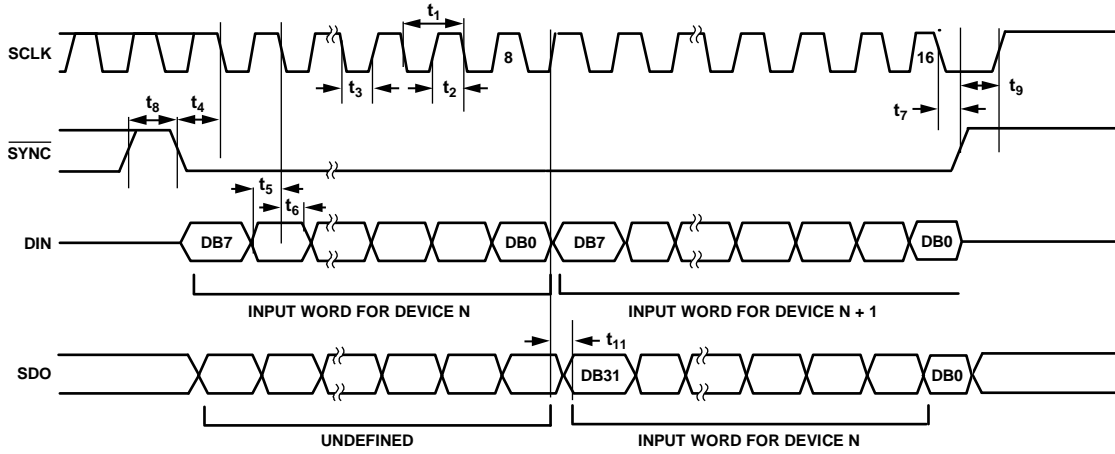 t1
SCLK
8
16
t3
t2
t9
t8
t4
t7
SYNC
t5
t6
DIN
DB7
DB0
DB7
DB0
INPUT WORD FOR DEVICE N
INPUT WORD FOR DEVICE N + 1
t11
SDO
DB31
DB0
UNDEFINED
INPUT WORD FOR DEVICE N